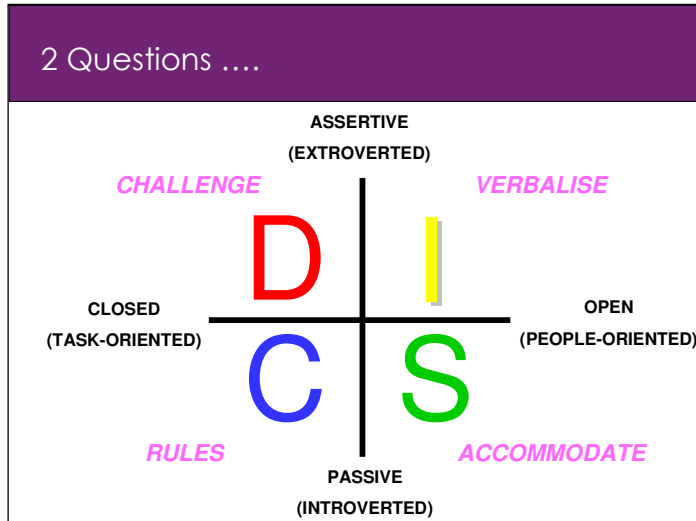 2 Questions ....
ASSERTIVE
(EXTROVERTED)
CHALLENGE
VERBALISE
D
I
CLOSED
(TASK-ORIENTED)
OPEN
(PEOPLE-ORIENTED)
C
S
RULES
ACCOMMODATE
PASSIVE
(INTROVERTED)